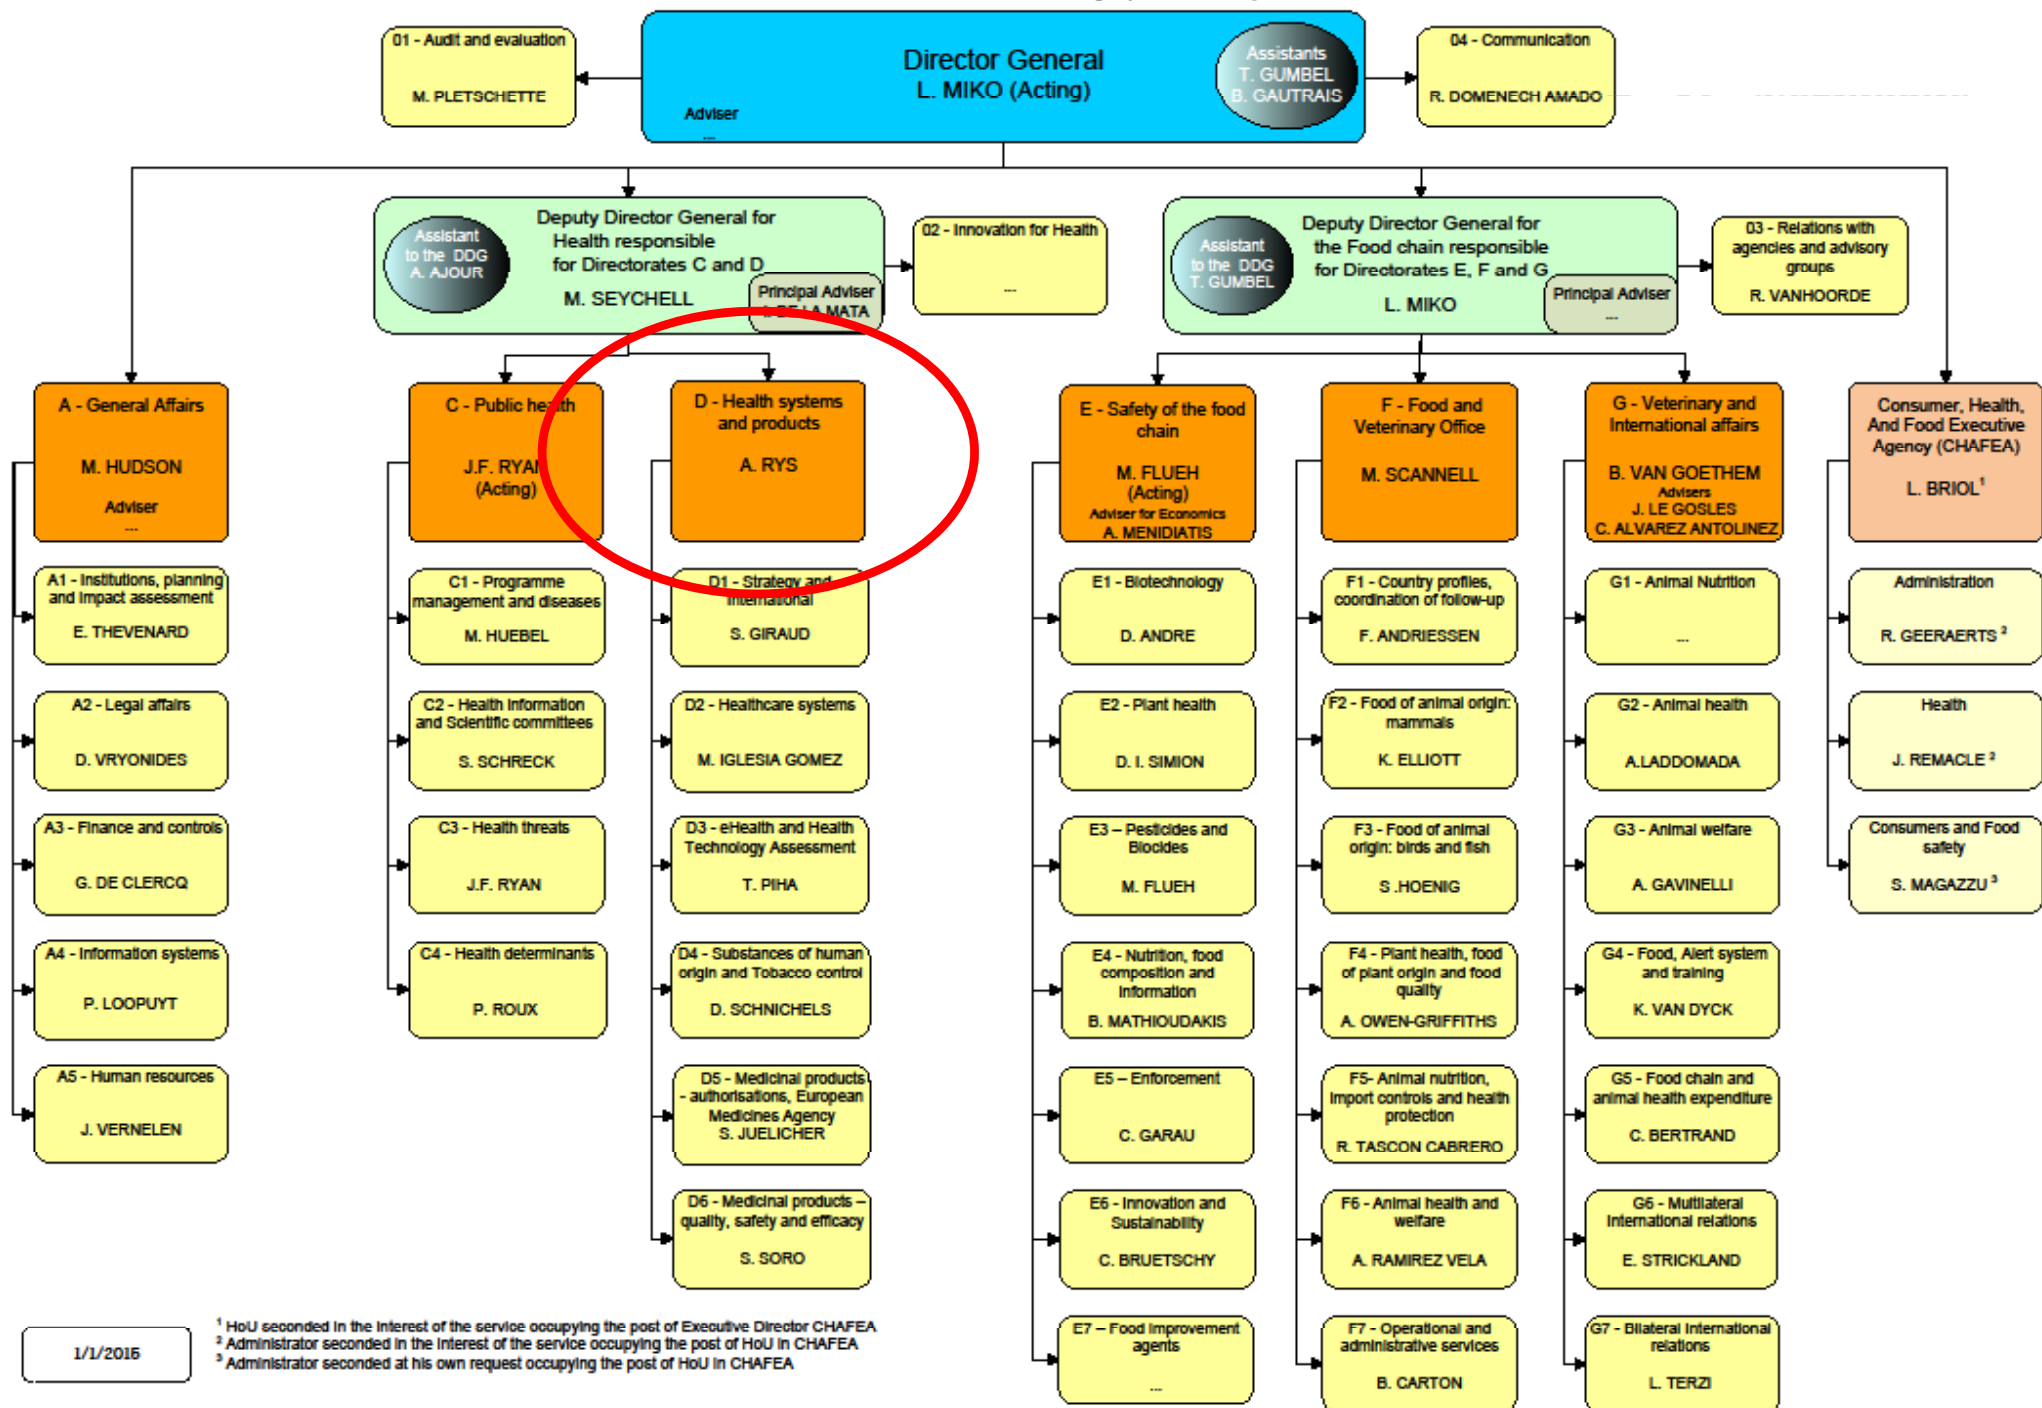 01 - Audit and evaluation
M. PLETSCHETTE
Director General
L. MIKO (Acting)
Adviser
...
Assistants
T. GUMBEL
B. GAUTRAIS
04 - Communication
R. DOMENECH AMADO
Assistant
to the DDG
A. AJOUR
Deputy Director General for
Health responsible
for Directorates C and D
M. SEYCHELL
Principal Adviser
DE LA MATA
02 - Innovation for Health
...
Assistant
to the DDG
T. GUMBEL
Deputy Director General for
the Food chain responsible
for Directorates E, F and G
L. MIKO
Principal Adviser
...
03 - Relations with
agencies and advisory
groups
R. VANHOORDE
A - General Affairs
M. HUDSON
Adviser
...
A1 - Institutions, planning
and impact assessment
E. THEVENARD
A2 - Legal affairs
D. VRYONIDES
A3 - Finance and controls
G. DE CLERCQ
A4 - Information systems
P. LOOPUYT
A5 - Human resources
J. VERNELEN
C - Public health
J.F. RYAN
(Acting)
C1 - Programme
management and diseases
M. HUEBEL
C2 - Health information
and Scientific committees
S. SCHRECK
C3 - Health threats
J.F. RYAN
C4 - Health determinants
P. ROUX
D - Health systems
and products
A. RYS
D1 - Strategy and
international
S. GIRAUD
D2 - Healthcare systems
M. IGLESIA GOMEZ
D3 - eHealth and Health
Technology Assessment
T. PIHA
D4 - Substances of human
origin and Tobacco control
D. SCHNICHELS
D5 - Medicinal products
- authorisations, European
Medicines Agency
S. JUELICHER
D6 - Medicinal products –
quality, safety and efficacy
S. SORO
E - Safety of the food
chain
M. FLUEH
(Acting)
Adviser for Economics
A. MENIDIATIS
E1 - Biotechnology
D. ANDRE
E2 - Plant health
D. I. SIMION
E3 – Pesticides and
Biocides
M. FLUEH
E4 - Nutrition, food
composition and
information
B. MATHIOUDAKIS
E5 – Enforcement
C. GARAU
E6 - Innovation and
Sustainability
C. BRUETSCHY
E7 – Food improvement
agents
...
F - Food and
Veterinary Office
M. SCANNELL
F1 - Country profiles,
coordination of follow-up
F. ANDRIESSEN
F2 - Food of animal origin:
mammals
K. ELLIOTT
F3 - Food of animal
origin: birds and fish
S .HOENIG
F4 - Plant health, food
of plant origin and food
quality
A. OWEN-GRIFFITHS
F5- Animal nutrition,
import controls and health
protection
R. TASCON CABRERO
F6 - Animal health and
welfare
A. RAMIREZ VELA
F7 - Operational and
administrative services
B. CARTON
G - Veterinary and
International affairs
B. VAN GOETHEM
Advisers
J. LE GOSLES
C. ALVAREZ ANTOLINEZ
G1 - Animal Nutrition
...
G2 - Animal health
A.LADDOMADA
G3 - Animal welfare
A. GAVINELLI
G4 - Food, Alert system
and training
K. VAN DYCK
G5 - Food chain and
animal health expenditure
C. BERTRAND
G6 - Multilateral
international relations
E. STRICKLAND
G7 - Bilateral international
relations
L. TERZI
Consumer, Health,
And Food Executive
Agency (CHAFEA)
L. BRIOL¹
Administration
R. GEERAERTS ²
Health
J. REMACLE ²
Consumers and Food
safety
S. MAGAZZU ³
1/1/2015
¹ HoU seconded in the interest of the service occupying the post of Executive Director CHAFEA
² Administrator seconded in the interest of the service occupying the post of HoU in CHAFEA
³ Administrator seconded at his own request occupying the post of HoU in CHAFEA